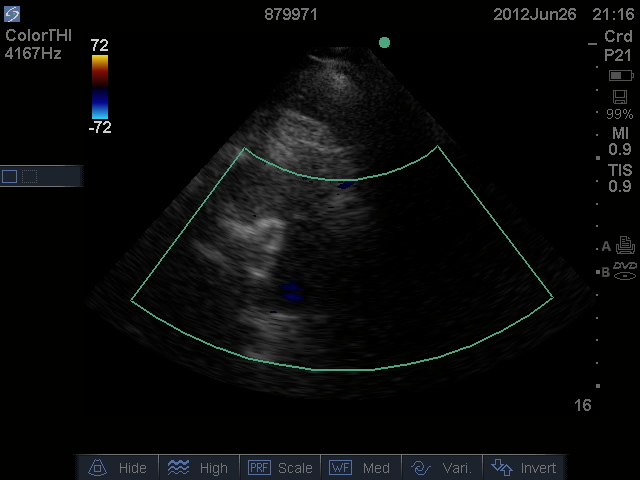 879971
2012Jun26 21:16
ColorTHI
4167Hz
72
-72
Crd
P21
99%
MI
0.9
TIS
0.9
A
B DVD
16
Hide
High
PRF Scale
WF Med
Vari.
Invert